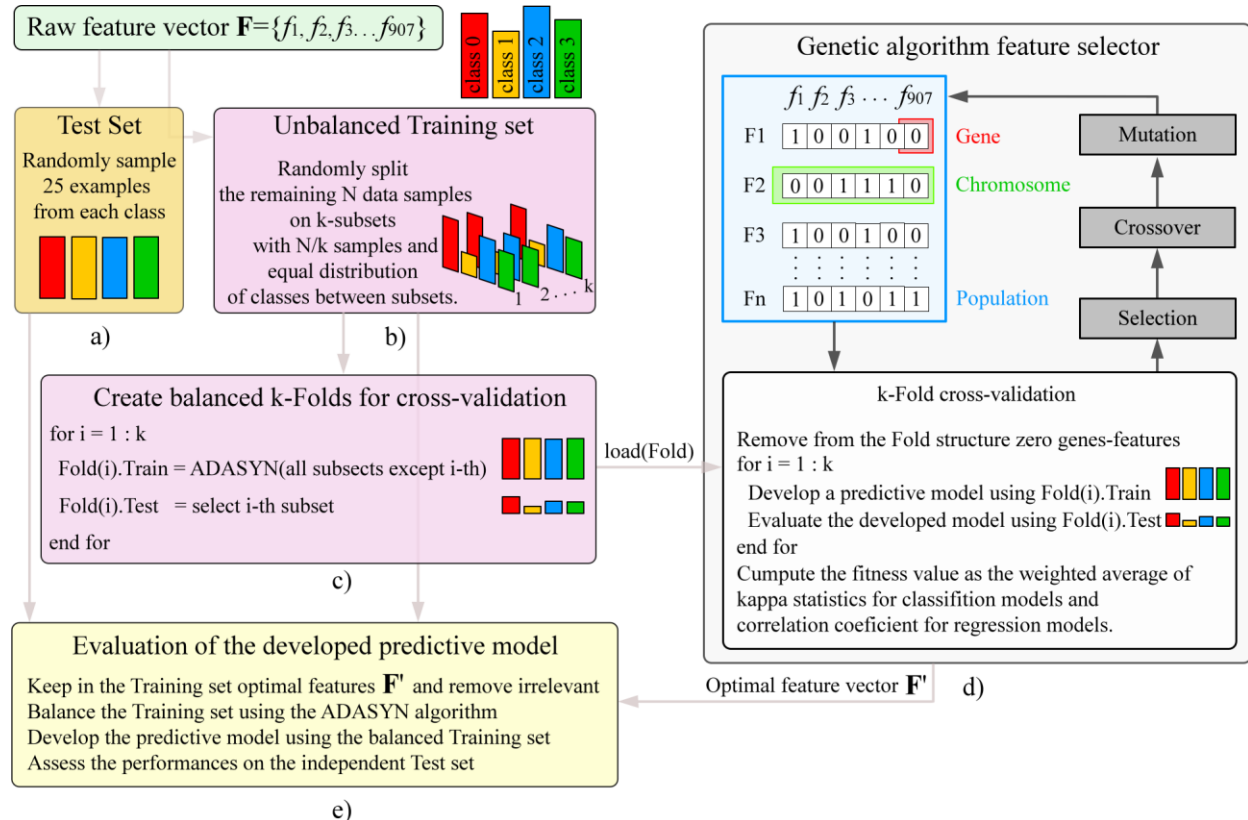 Raw feature vector F={f1, f2, f3... f907}
class 0
class 1
class 2
class 3
Test Set
Randomly sample
25 examples
from each class
a)
Unbalanced Training set
Randomly split
the remaining N data samples
on k-subsets
with N/k samples and
equal distribution
of classes between subsets.
1 2 . . . k
b)
Create balanced k-Folds for cross-validation
for i = 1 : k
Fold(i).Train = ADASYN(all subsects except i-th)
Fold(i).Test = select i-th subset
end for
c)
load(Fold)
Genetic algorithm feature selector
f1 f2 f3 ... f907
F1 1 0 0 1 0 0 Gene
F2 0 0 1 1 1 0 Chromosome
F3 1 0 0 1 0 0
Fn 1 0 1 0 1 1 Population
Mutation
Crossover
Selection
k-Fold cross-validation
Remove from the Fold structure zero genes-features
for i = 1 : k
Develop a predictive model using Fold(i).Train
Evaluate the developed model using Fold(i).Test
end for
Cumpute the fitness value as the weighted average of
kappa statistics for classifition models and
correlation coeficient for regression models.
d)
Optimal feature vector F'
Evaluation of the developed predictive model
Keep in the Training set optimal features F' and remove irrelevant
Balance the Training set using the ADASYN algorithm
Develop the predictive model using the balanced Training set
Assess the performances on the independent Test set
e)